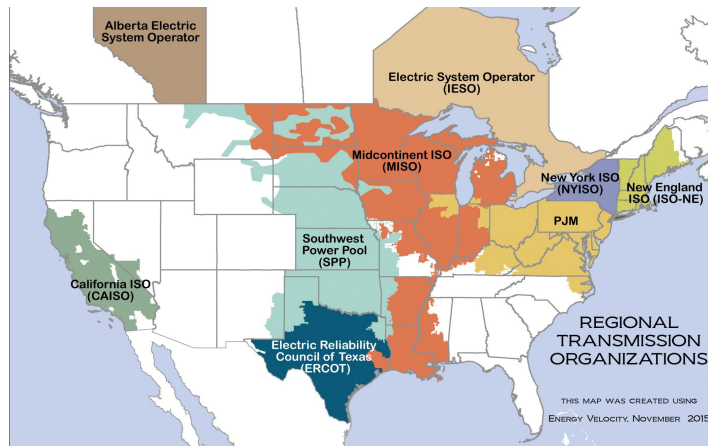 Alberta Electric
System Operator
Electric System Operator
(IESO)
Midcontinent ISO
(MISO)
New York ISO
(NYISO)
New England
ISO (ISO-NE)
PJM
Southwest
Power Pool
(SPP)
California ISO
(CAISO)
Electric Reliability
Council of Texas
(ERCOT)
REGIONAL
TRANSMISSION
ORGANIZATIONS
THIS MAP WAS CREATED USING
ENERGY VELOCITY, NOVEMBER 2015